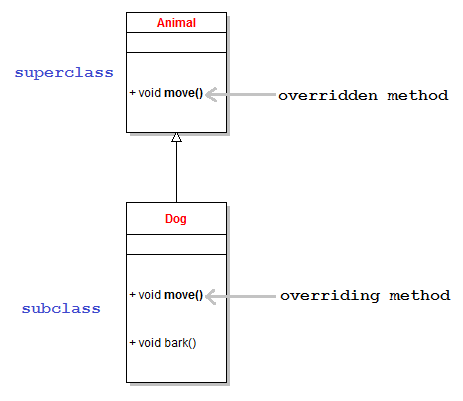 Animal
superclass
+ void move()
overridden method
Dog
+ void move()
overriding method
subclass
+ void bark()